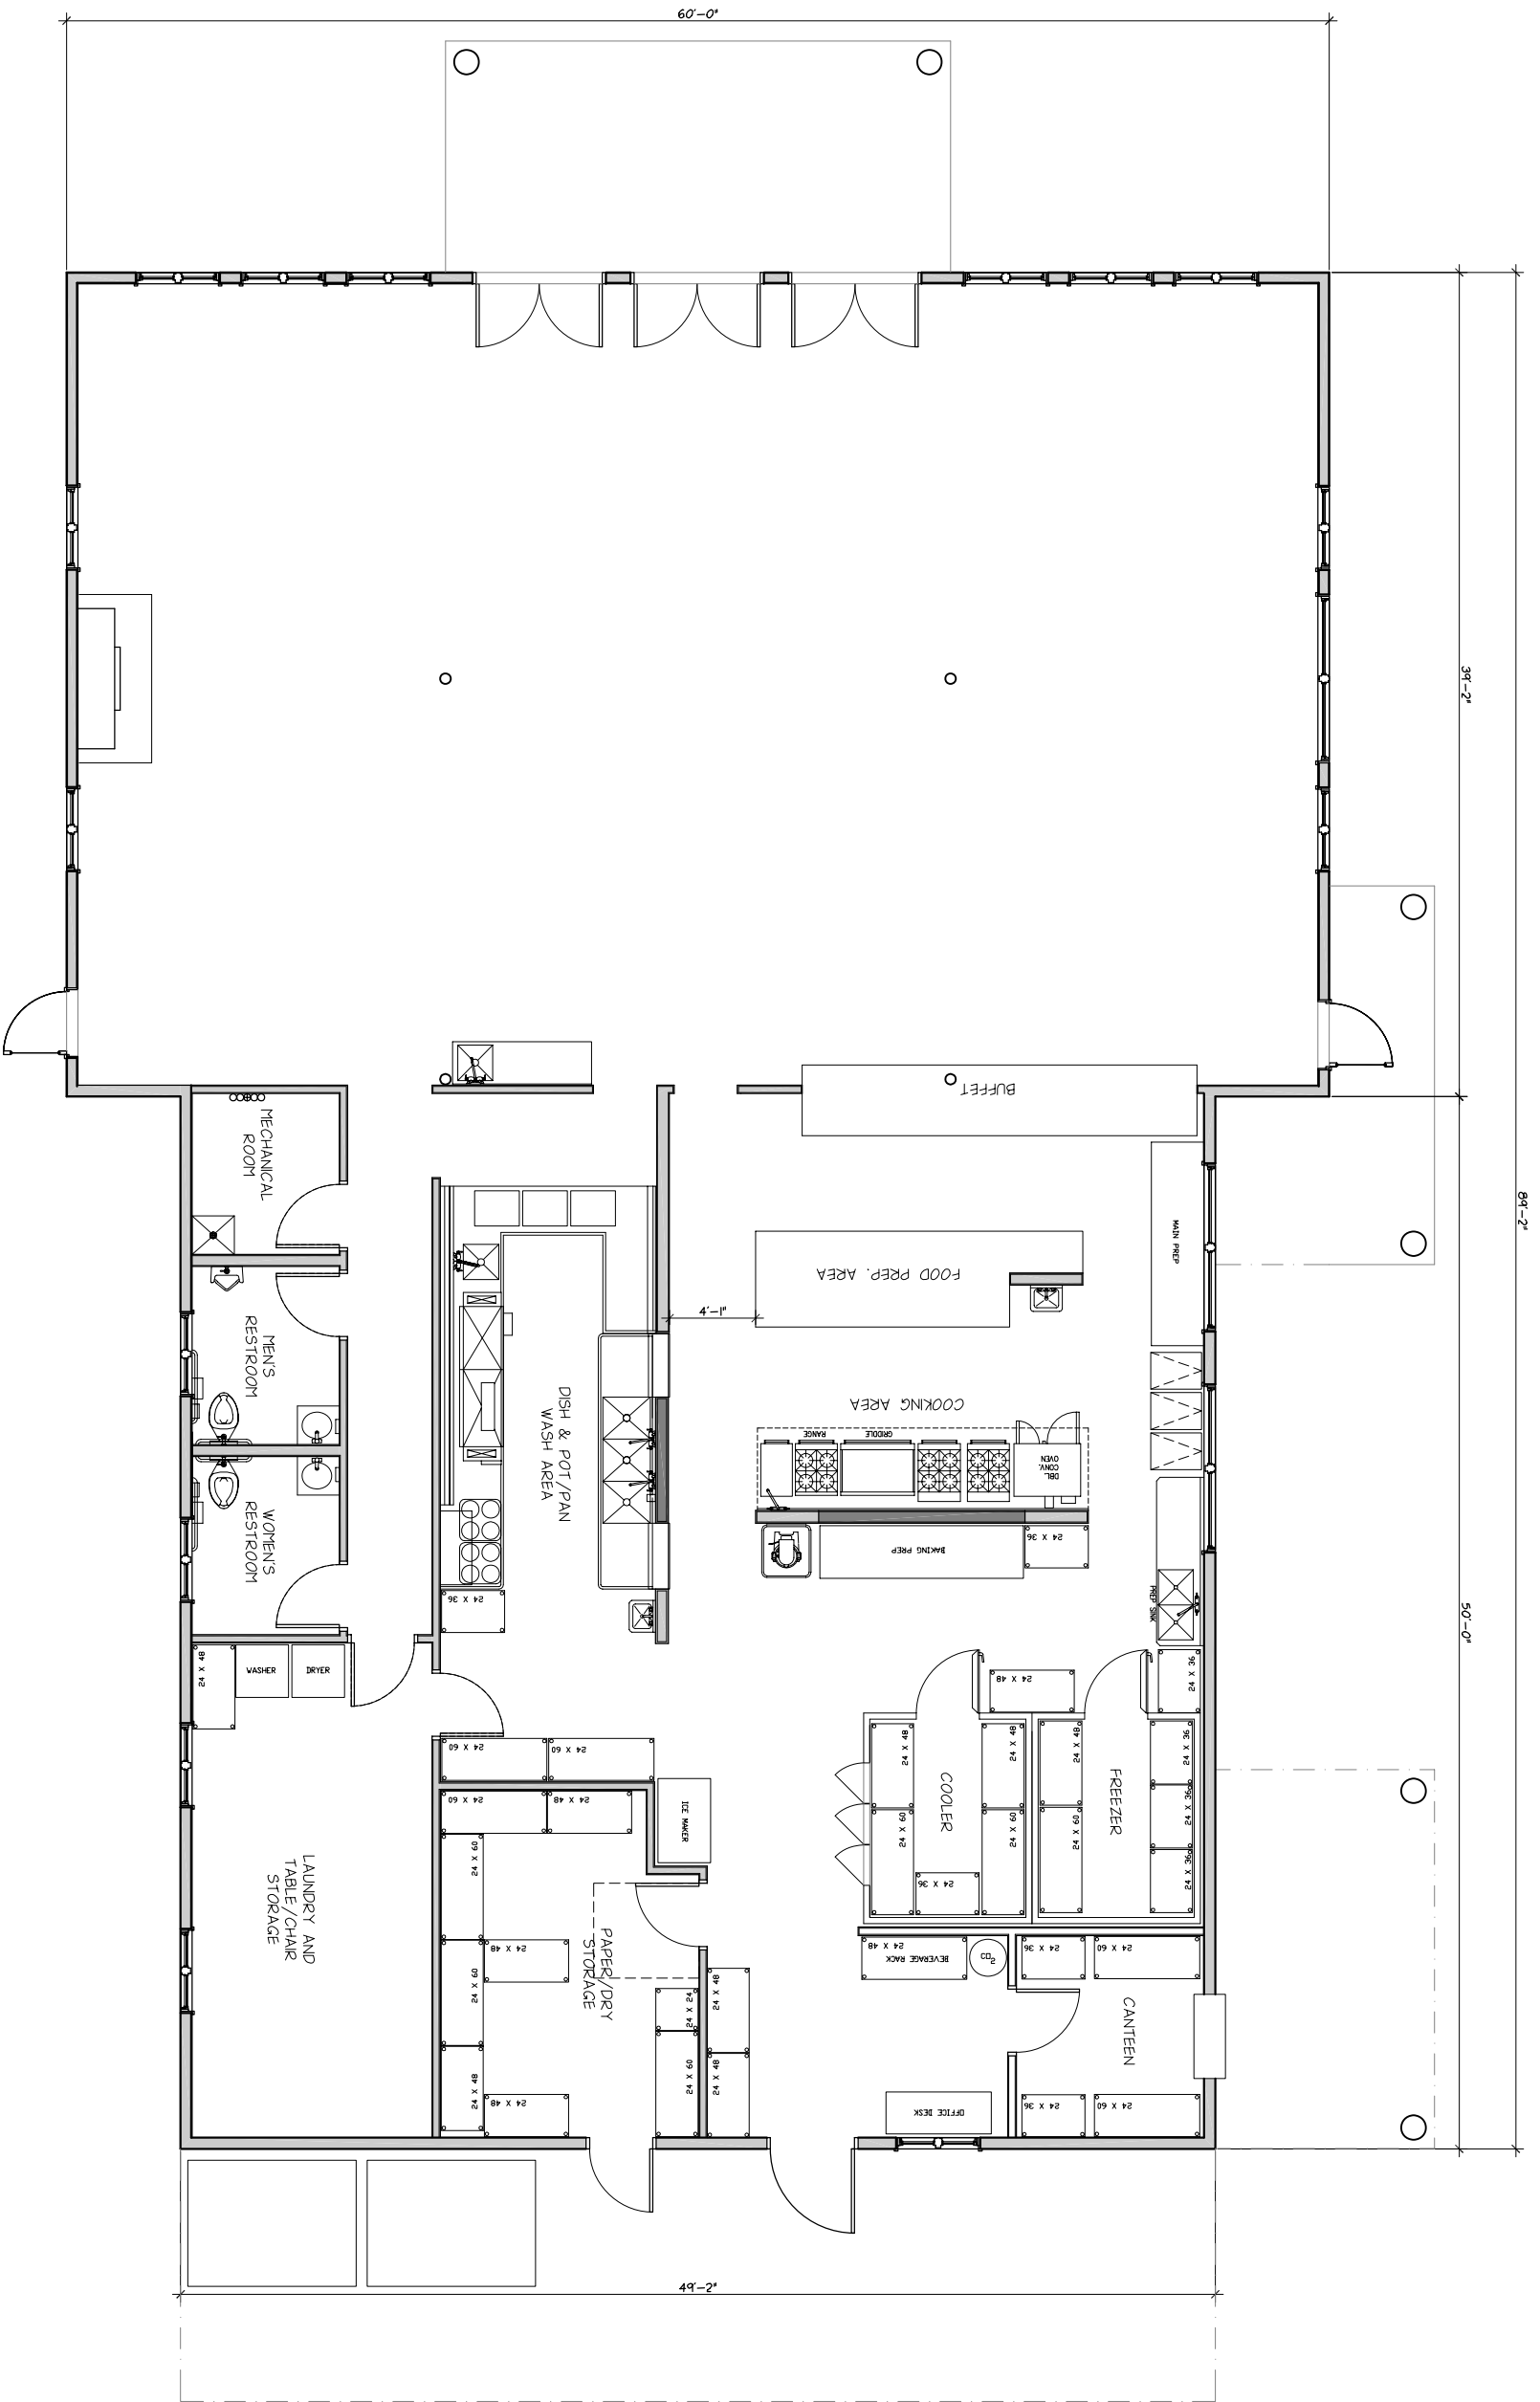 60'-0"
39'-2"
89'-2"
BUFFET
MECHANICAL
ROOM
MAIN PREP
FOOD PREP. AREA
4'-1"
MEN'S
RESTROOM
DISH & POT/PAN
WASH AREA
COOKING AREA
RANGE
GRIDDLE
DBL.
CONV.
OVEN
WOMEN'S
RESTROOM
BAKING PREP
24 X 36
24 X 36
PREP SINK
50'-0"
24 X 48
WASHER
DRYER
24 X 48
24 X 36
24 X 60
24 X 60
ICE MAKER
24 X 48
24 X 48
24 X 48
24 X 36
COOLER
FREEZER
24 X 60
24 X 48
24 X 60
24 X 60
24 X 60
24 X 60
24 X 36
24 X 36
24 X 36
LAUNDRY AND
TABLE/CHAIR
STORAGE
PAPER/DRY
STORAGE
24 X 48
24 X 60
24 X 48
BEVERAGE RACK
CO2
24 X 36
24 X 60
24 X 48
24 X 24
CANTEEN
24 X 60
24 X 48
24 X 48
24 X 48
OFFICE DESK
24 X 36
24 X 60
49'-2"